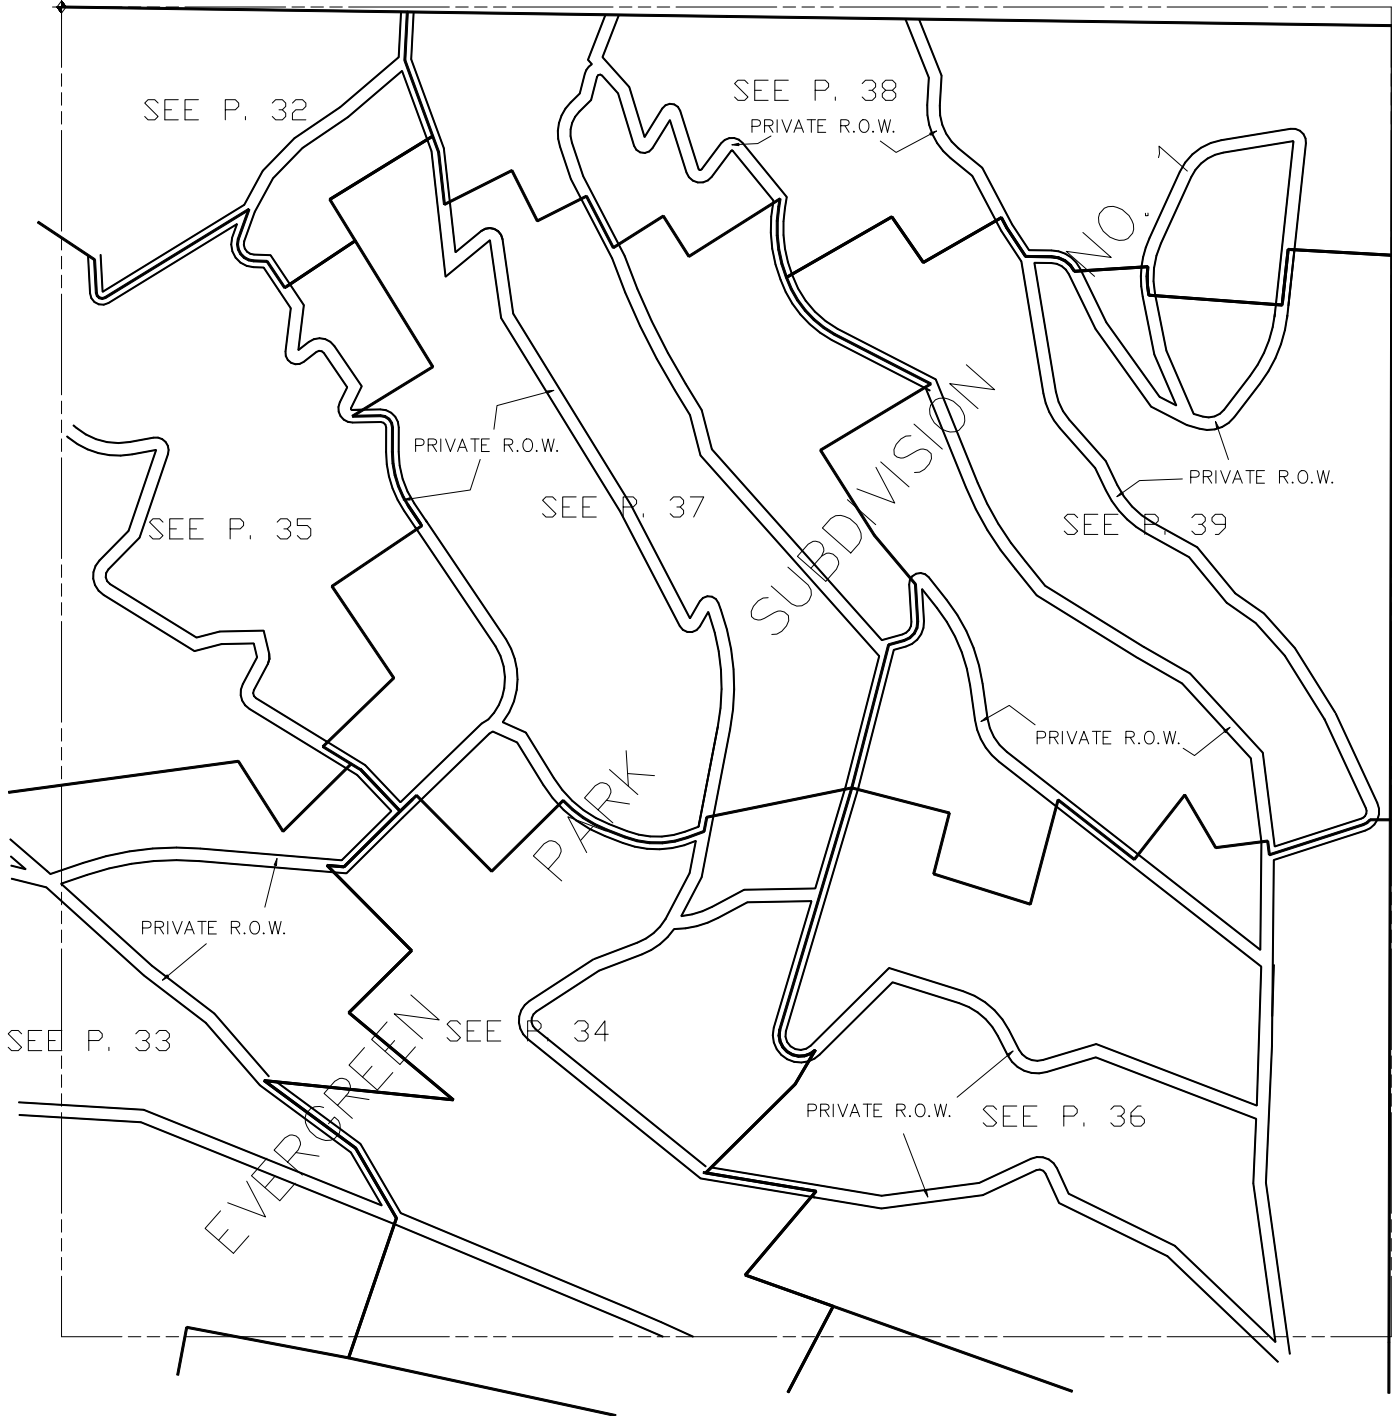 SEE P. 32
SEE P. 38
PRIVATE R.O.W.
PRIVATE R.O.W.
SEE P. 37
PRIVATE R.O.W.
SEE P. 35
SEE P. 39
PRIVATE R.O.W.
PRIVATE R.O.W.
SEE P. 33
SEE P. 34
PRIVATE R.O.W.
SEE P. 36
EVERGREEN PARK SUBDIVISION NO. 1